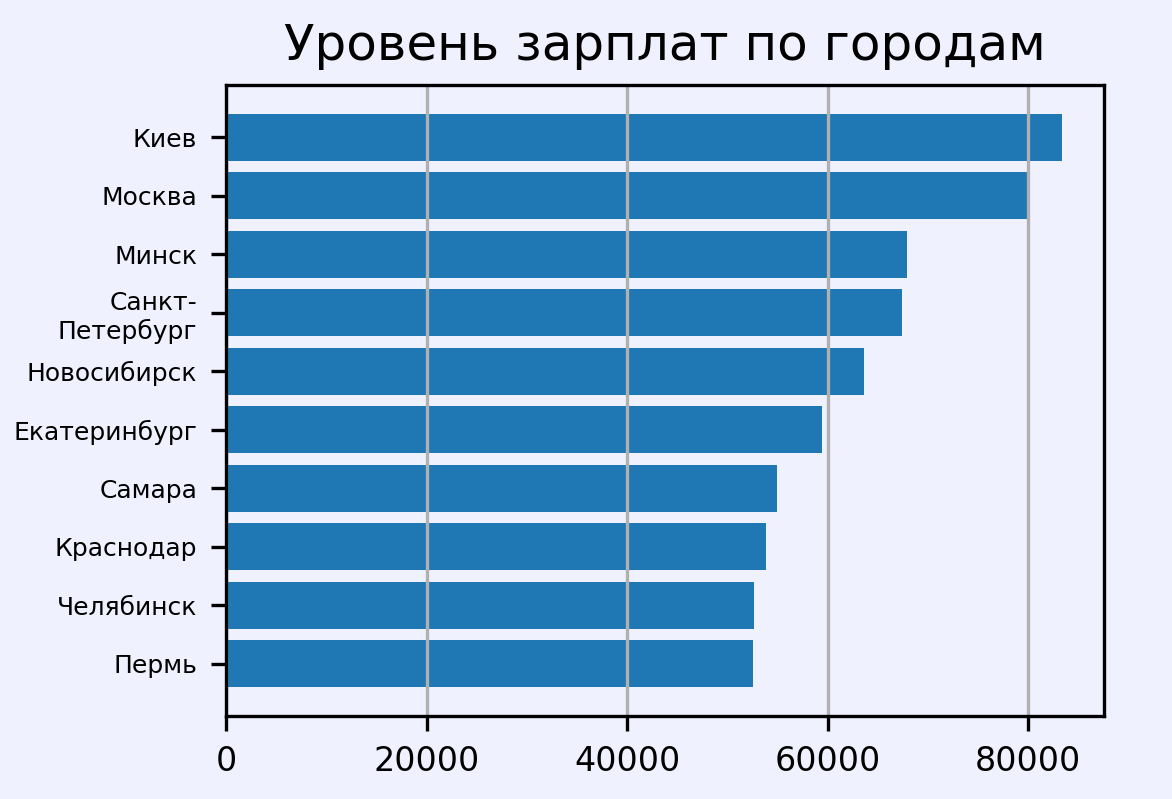 Уровень зарплат по городам
Киев
Москва
Минск
Санкт-
Петербург
Новосибирск
Екатеринбург
Самара
Краснодар
Челябинск
Пермь
0 20000 40000 60000 80000